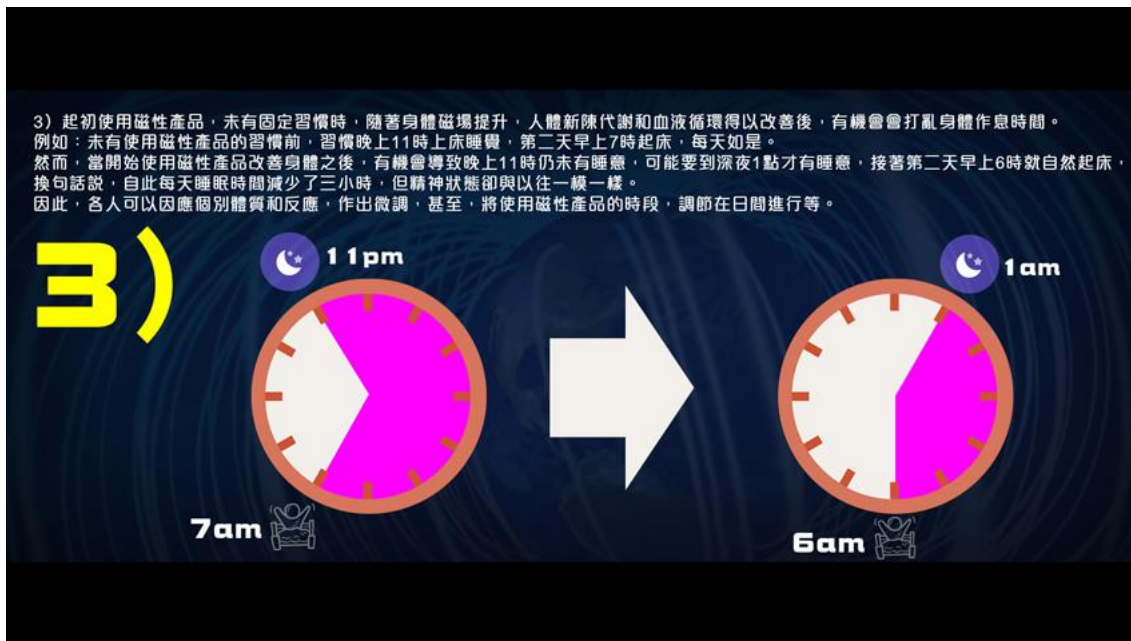 3) 起初使用磁性產品，未有固定習慣時，隨著身體磁場提升，人體新陳代謝和血液循環得以改善後，有機會會打亂身體作息時間。
例如：未有使用磁性產品的習慣前，習慣晚上11時上床睡覺，第二天早上7時起床，每天如是。
然而，當開始使用磁性產品改善身體之後，有機會導致晚上11時仍未有睡意，可能要到深夜1點才有睡意，接著第二天早上6時就自然起床，
換句話説，自此每天睡眠時間減少了三小時，但精神狀態卻與以往一模一樣。
因此，各人可以因應個別體質和反應，作出微調，甚至，將使用磁性產品的時段，調節在日間進行等。
3)
11pm
1am
7am
6am